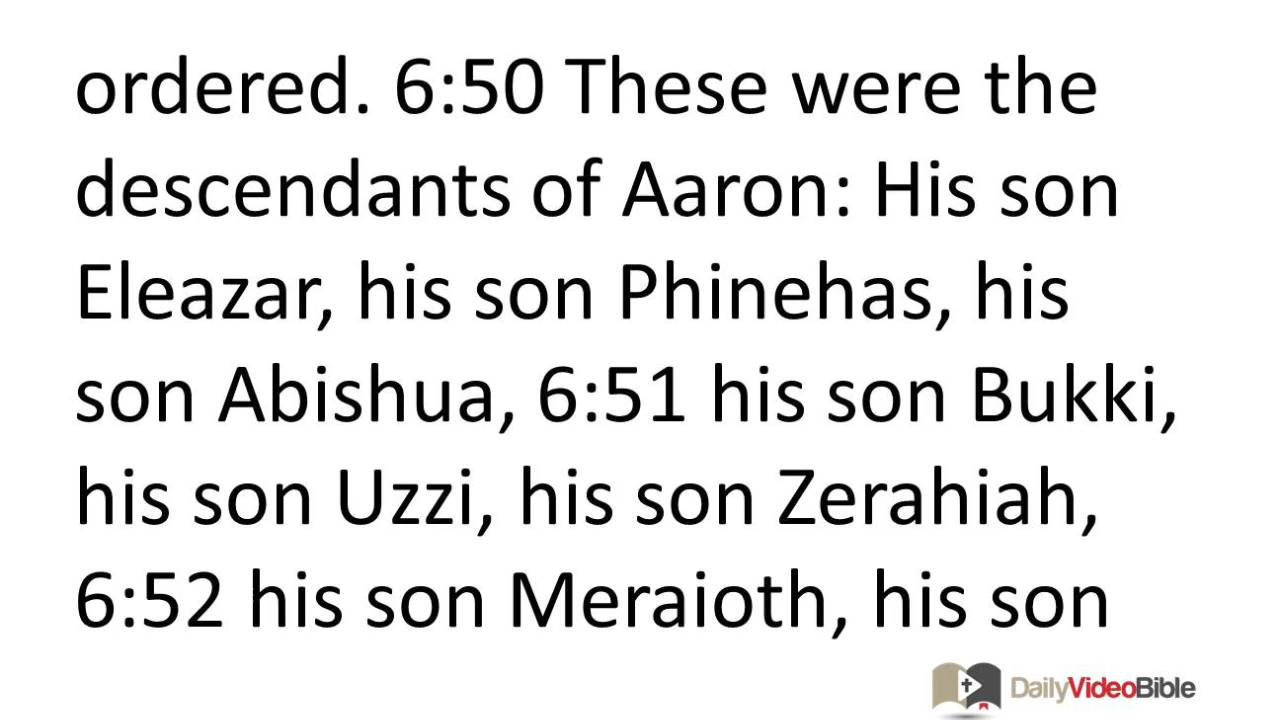 ordered. 6:50 These were the
descendants of Aaron: His son
Eleazar, his son Phinehas, his
son Abishua, 6:51 his son Bukki,
his son Uzzi, his son Zerahiah,
6:52 his son Meraioth, his son
DailyVideoBible